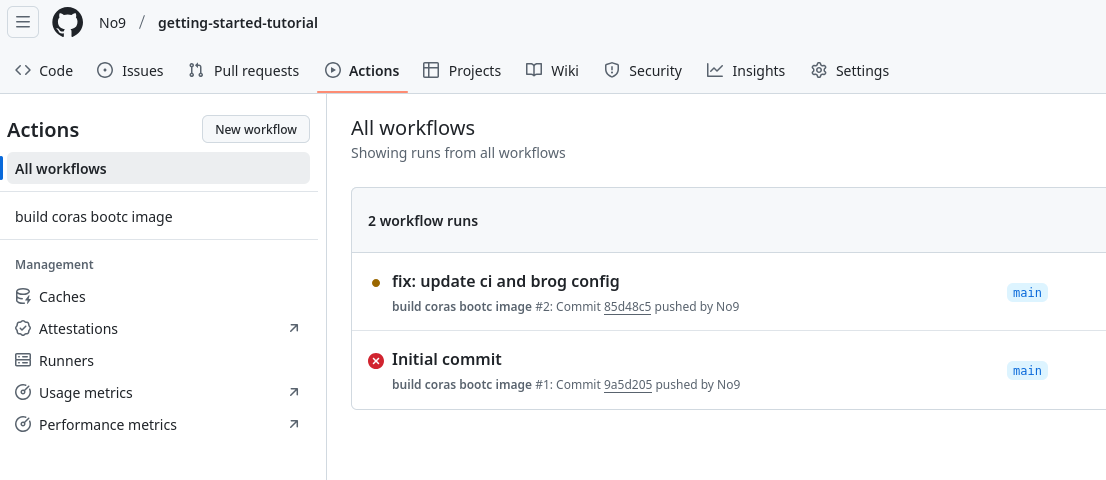 No9 / getting-started-tutorial
Code Issues Pull requests Actions Projects Wiki Security Insights Settings
Actions
New workflow
All workflows
build coras bootc image
Management
Caches
Attestations
Runners
Usage metrics
Performance metrics
All workflows
Showing runs from all workflows
2 workflow runs
fix: update ci and brog config
build coras bootc image #2: Commit 85d48c5 pushed by No9
main
Initial commit
build coras bootc image #1: Commit 9a5d205 pushed by No9
main